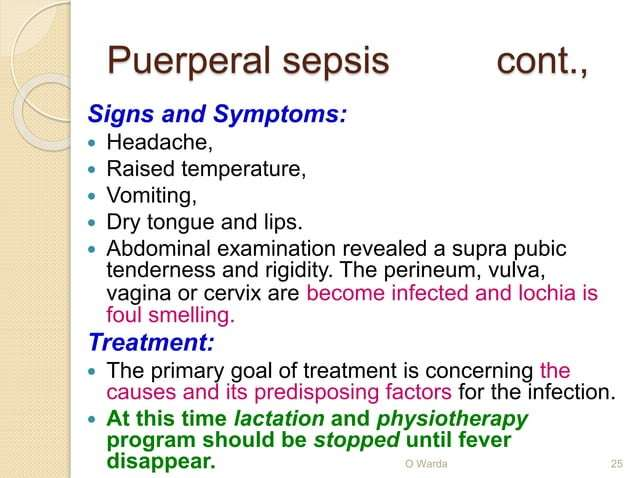 Puerperal sepsis cont.,
Signs and Symptoms:
Headache,
Raised temperature,
Vomiting,
Dry tongue and lips.
Abdominal examination revealed a supra pubic
tenderness and rigidity. The perineum, vulva,
vagina or cervix are become infected and lochia is
foul smelling.
Treatment:
The primary goal of treatment is concerning the
causes and its predisposing factors for the infection.
At this time lactation and physiotherapy
program should be stopped until fever
disappear.
O Warda 25